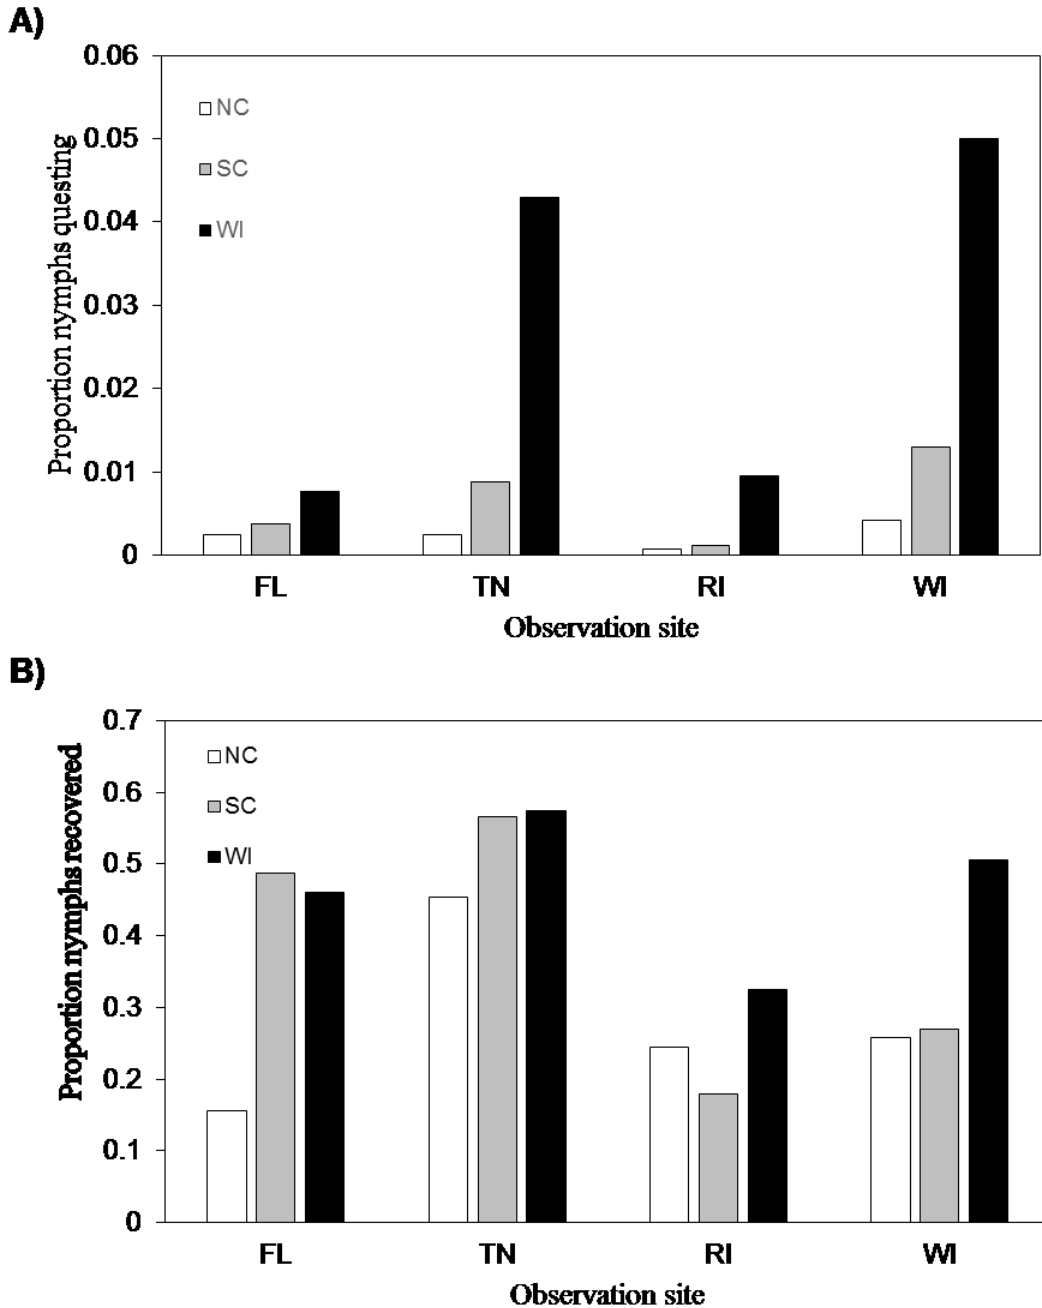 A)
Proportion nymphs questing
0.06
0.05
0.04
0.03
0.02
0.01
0
NC
SC
WI
FL TN RI WI
Observation site
B)
Proportion nymphs recovered
0.7
0.6
0.5
0.4
0.3
0.2
0.1
0
NC
SC
WI
FL TN RI WI
Observation site